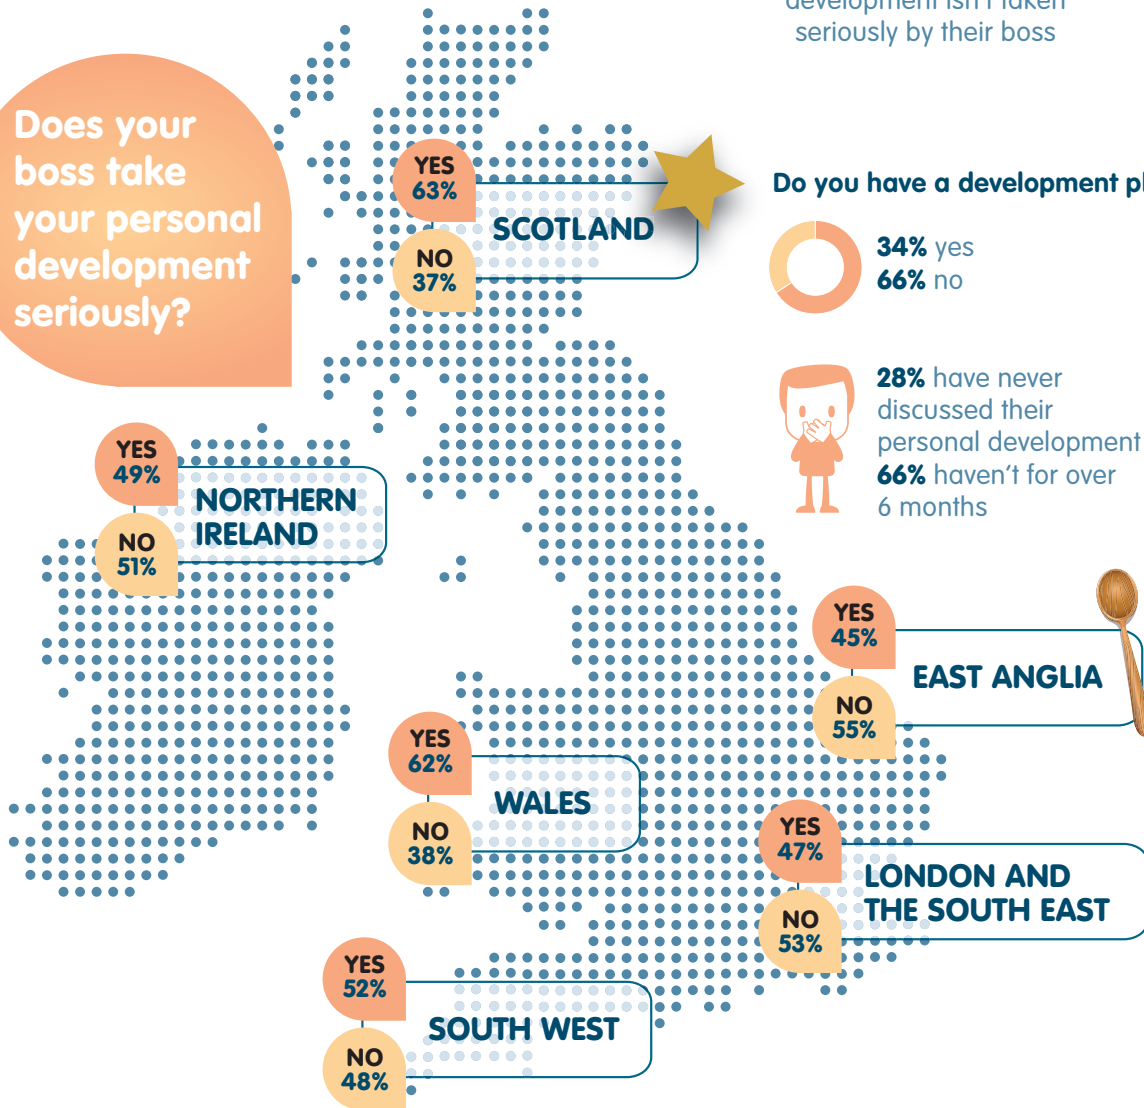 seriously by their boss
Does your
boss take
your personal
development
seriously?
YES
63%
NO
37%
SCOTLAND
Do you have a development
34% yes
66% no
28% have never
discussed their
personal development
66% haven't for over
6 months
YES
49%
NO
51%
NORTHERN
IRELAND
YES
45%
NO
55%
EAST ANGLIA
YES
62%
NO
38%
WALES
YES
47%
NO
53%
LONDON AND
THE SOUTH EAST
YES
52%
NO
48%
SOUTH WEST